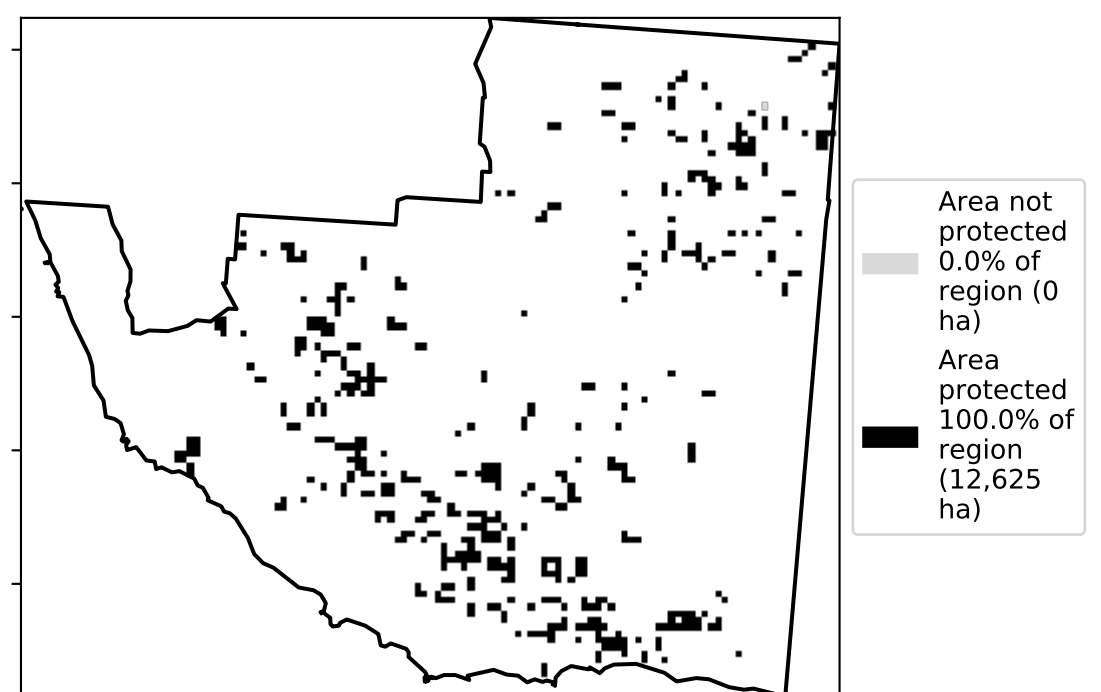 Area not
protected
0.0% of
region (0
ha)
Area
protected
100.0% of
region
(12,625
ha)